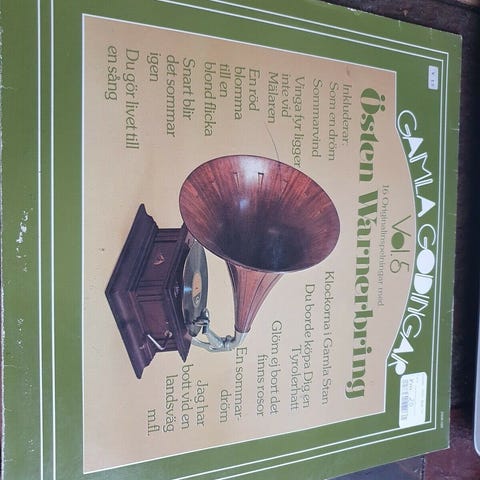 GAMLA GODINGAR
Vol. 5
16 Originalinspelningar med
Östen Warnerbring
Inkluderar:
Som en dröm
Sommarvind
Vinga fyr ligger
inte vid
Mälaren
En röd
blomma
till en
blond flicka
Snart blir
det sommar
igen
Du gör livet till
en sång
Klockorna i Gamla Stan
Du borde köpa Dig en
Tyrolerhatt
Glöm ej bort det
finns rosor
En sommar-
dröm
Jag har
bott vid en
landsväg
m.fl.